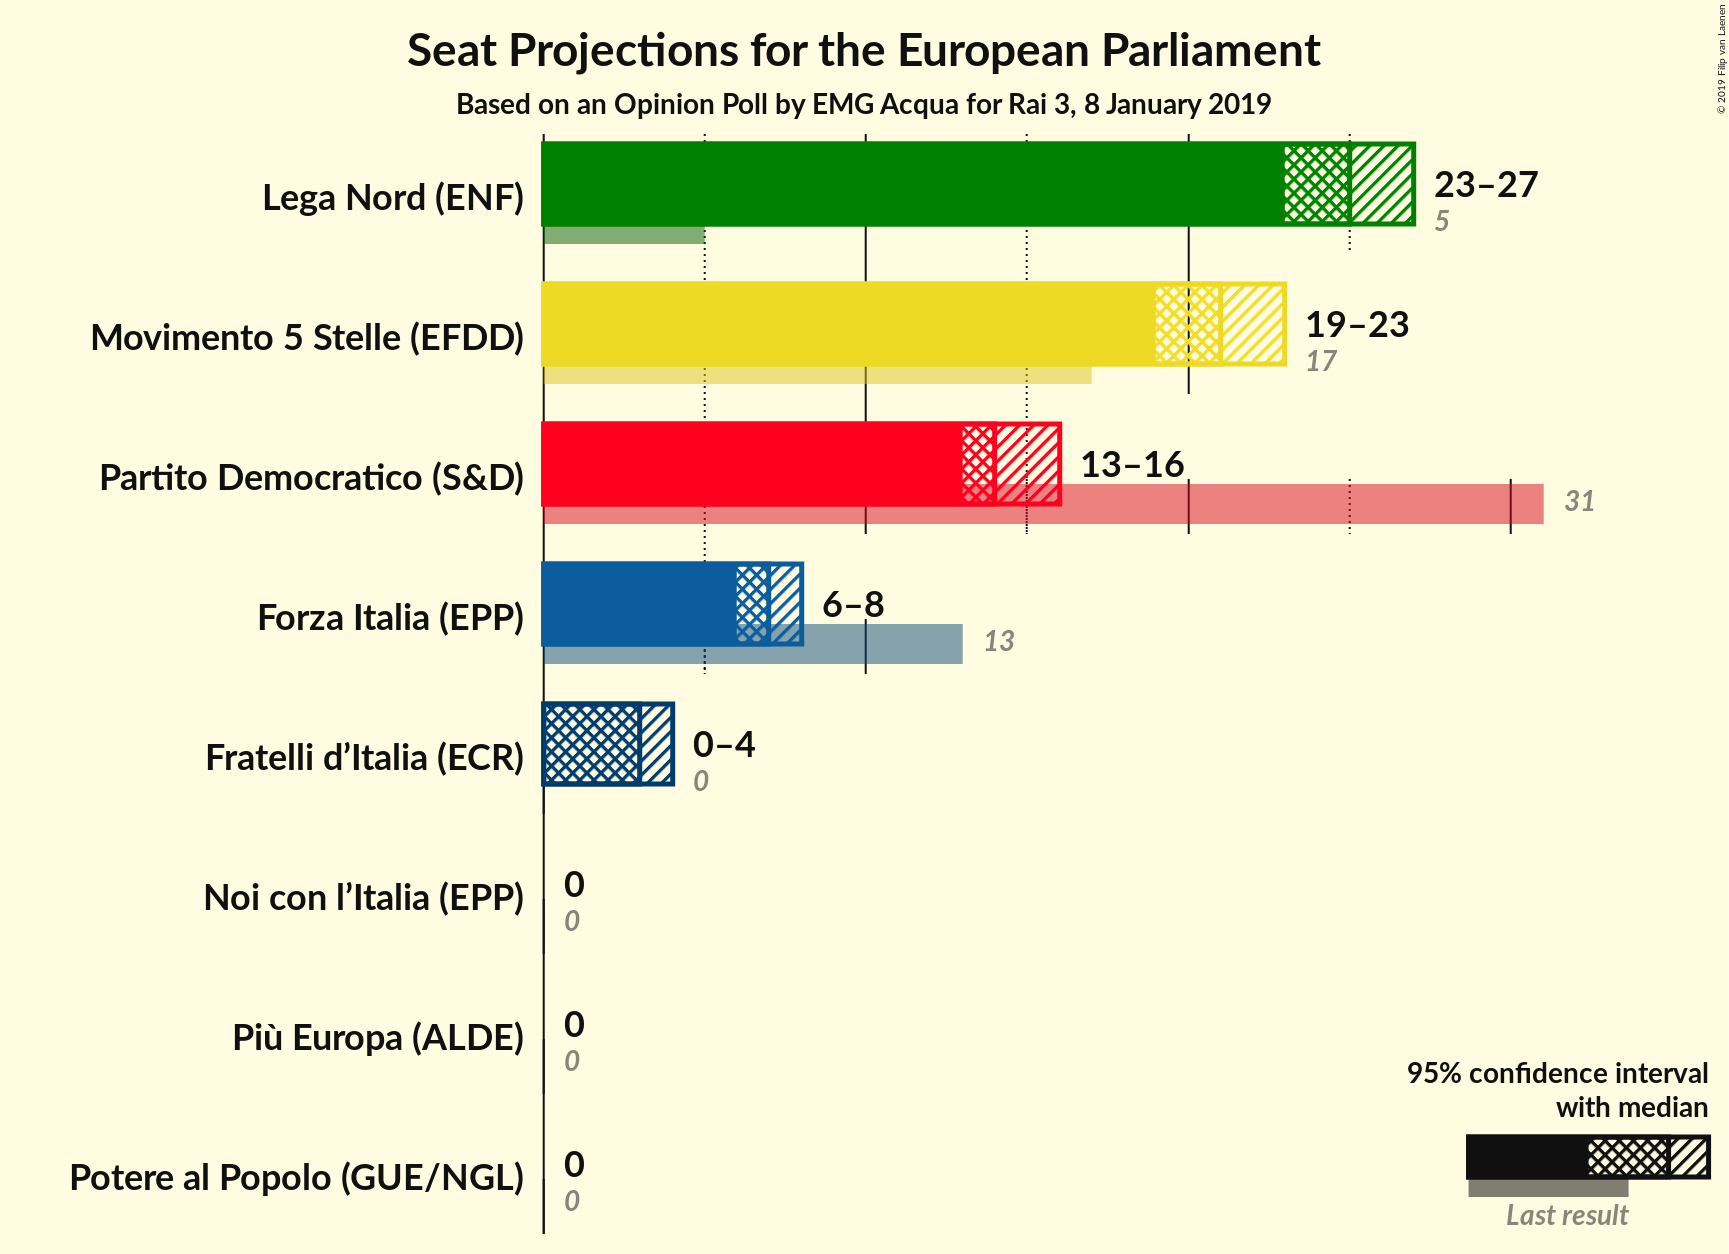 Seat Projections for the European Parliament
Based on an Opinion Poll by EMG Acqua for Rai 3, 8 January 2019
© 2019 Filip van Laenen
Lega Nord (ENF)
23–27
5
Movimento 5 Stelle (EFDD)
19–23
17
Partito Democratico (S&D)
13–16
31
Forza Italia (EPP)
6–8
13
Fratelli d’Italia (ECR)
0–4
0
Noi con l’Italia (EPP)
0
0
Più Europa (ALDE)
0
0
Potere al Popolo (GUE/NGL)
0
0
95% confidence interval
with median
Last result